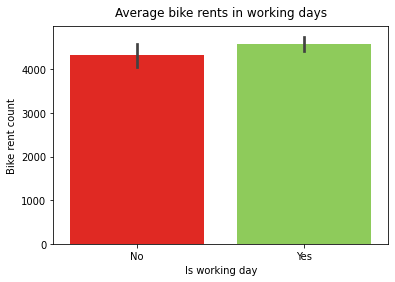 Average bike rents in working days
Bike rent count
4000
3000
2000
1000
0
No
Yes
Is working day